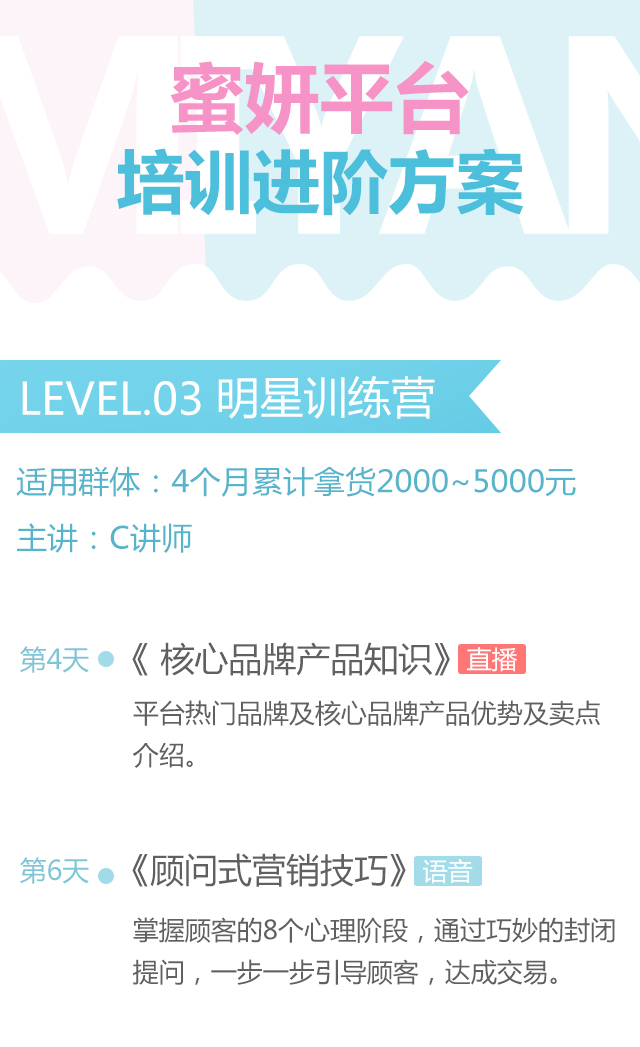 MIYAN
蜜妍平台
培训进阶方案
LEVEL.03 明星训练营
适用群体：4个月累计拿货2000~5000元
主讲：C讲师
第4天 《 核心品牌产品知识》 直播
平台热门品牌及核心品牌产品优势及卖点
介绍。
第6天 《顾问式营销技巧》 语音
掌握顾客的8个心理阶段，通过巧妙的封闭
提问，一步一步引导顾客，达成交易。